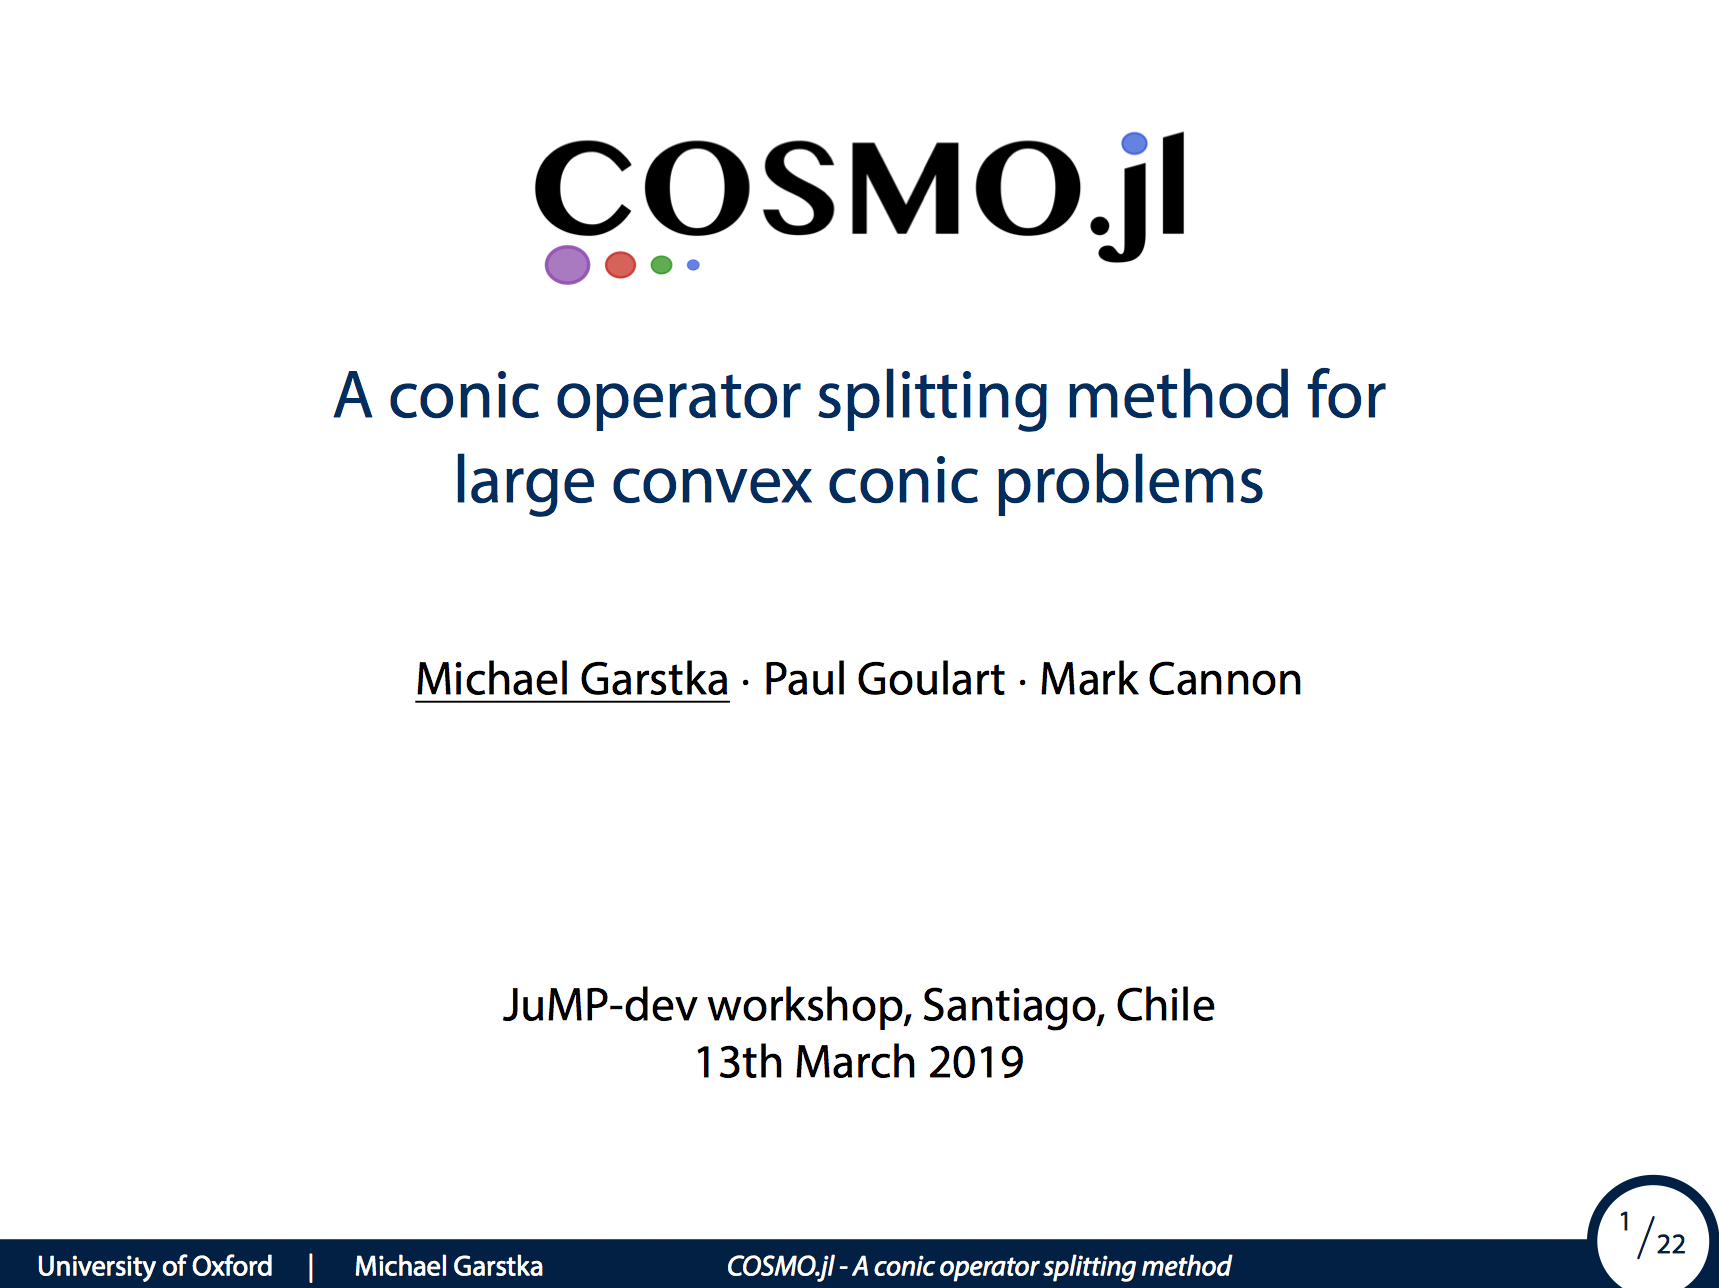 COSMO.jl
A conic operator splitting method for
large convex conic problems
Michael Garstka · Paul Goulart · Mark Cannon
JuMP-dev workshop, Santiago, Chile
13th March 2019
University of Oxford | Michael Garstka COSMO.jl - A conic operator splitting method 1/22